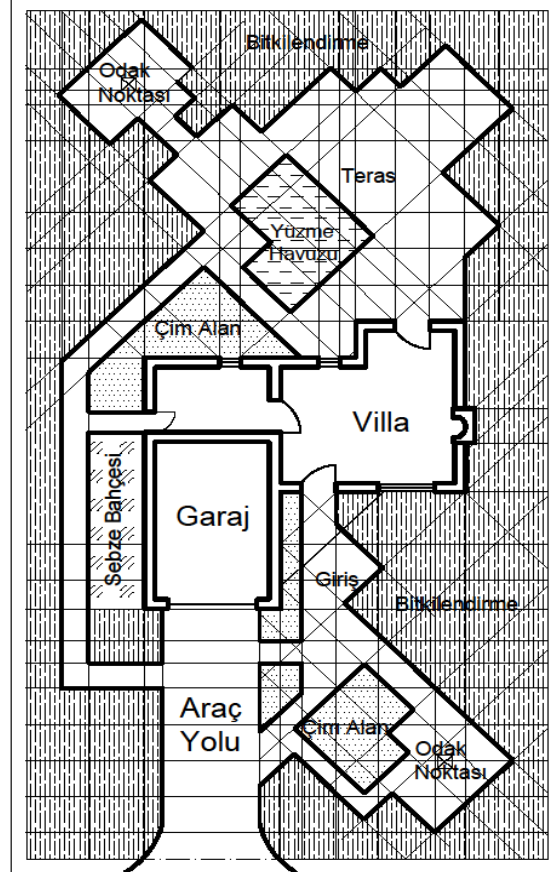 Bitkilendirme
Odak
Noktası
Teras
Yüzme
Havuzu
Çim Alan
Villa
Sebze Bahçesi
Garaj
Giriş
Bitkilendirme
Araç
Yolu
Çim Alan
Odak
Noktası